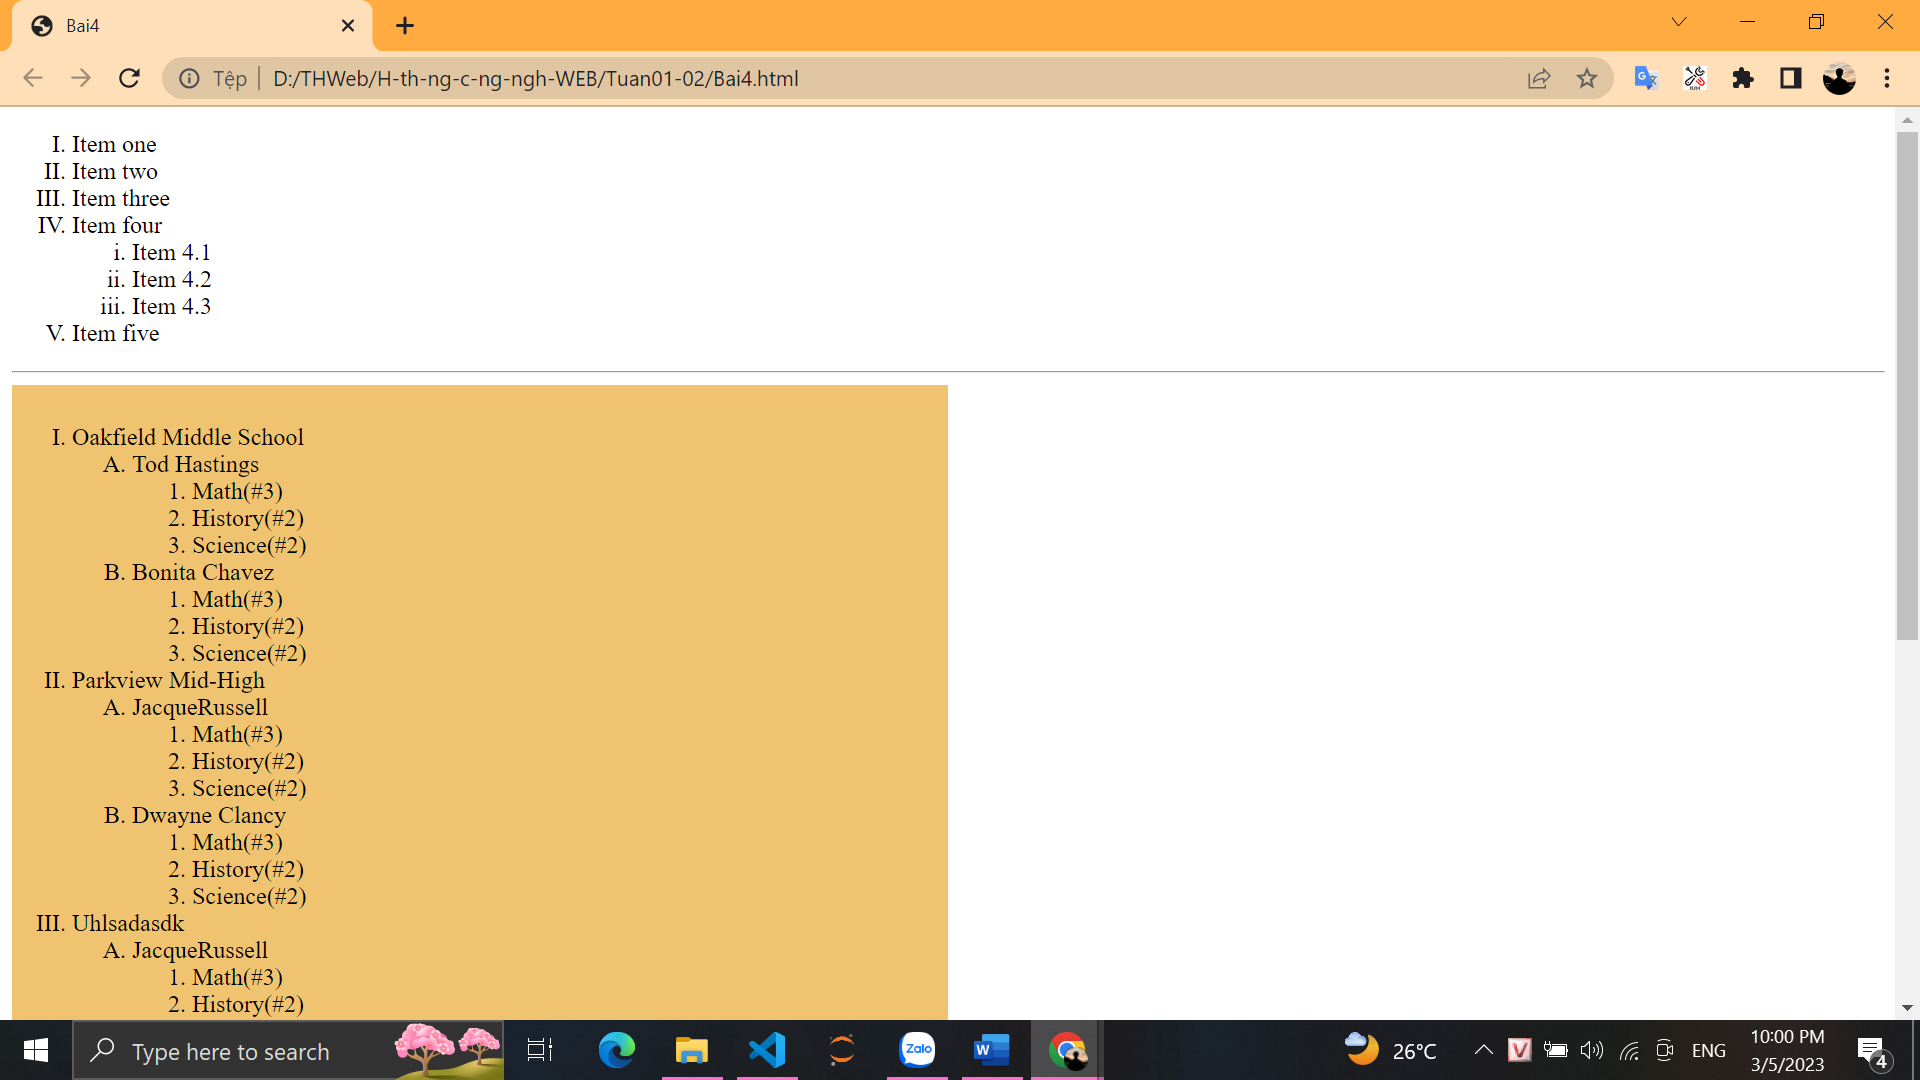 Bai4
Tệp D:/THWeb/H-th-ng-c-ng-ngh-WEB/Tuan01-02/Bai4.html
I. Item one
II. Item two
III. Item three
IV. Item four
i. Item 4.1
ii. Item 4.2
iii. Item 4.3
V. Item five
I. Oakfield Middle School
A. Tod Hastings
1. Math(#3)
2. History(#2)
3. Science(#2)
B. Bonita Chavez
1. Math(#3)
2. History(#2)
3. Science(#2)
II. Parkview Mid-High
A. JacqueRussell
1. Math(#3)
2. History(#2)
3. Science(#2)
B. Dwayne Clancy
1. Math(#3)
2. History(#2)
3. Science(#2)
III. Uhlsadasdk
A. JacqueRussell
1. Math(#3)
2. History(#2)
Type here to search
Zalo
W
26°C
V
ENG
10:00 PM
3/5/2023
4